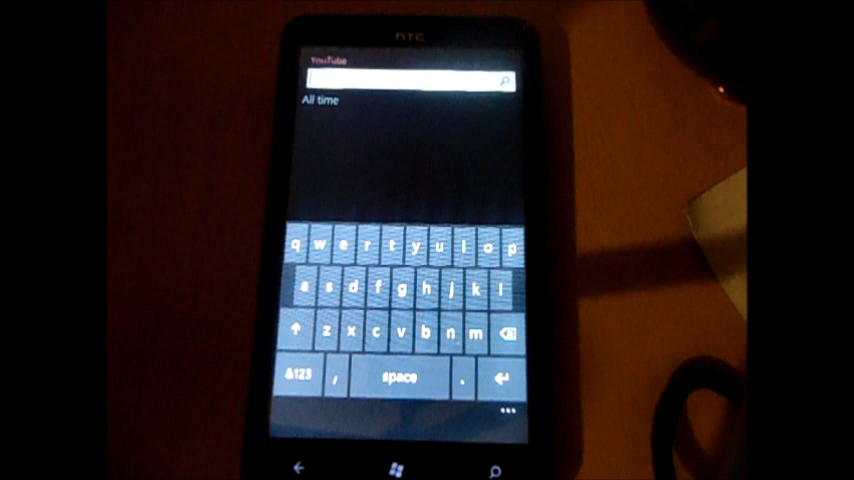 hTC
YouTube
All time
q w e r t y u i o p
a s d f g h j k l
z x c v b n m
&123 , space .